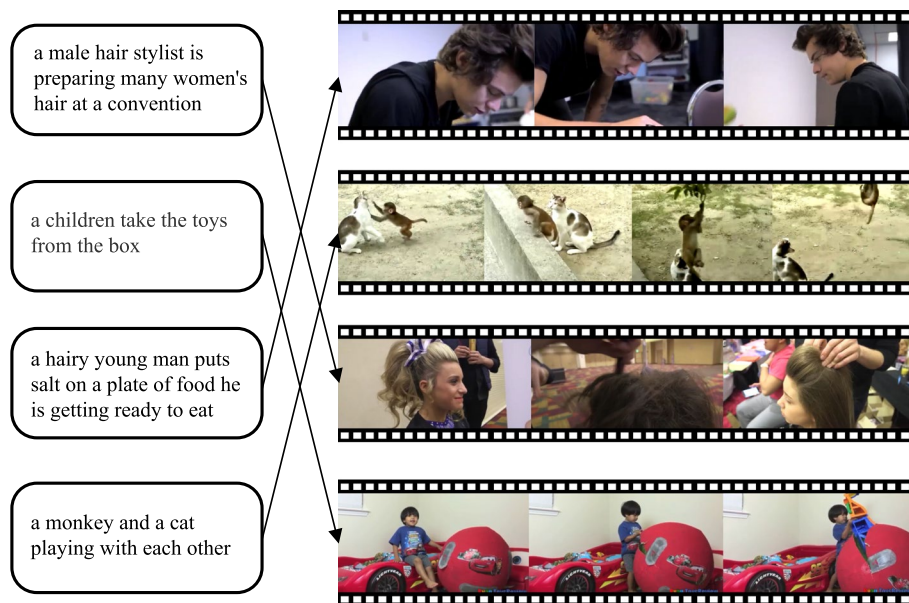 a male hair stylist is
preparing many women's
hair at a convention
a children take the toys
from the box
a hairy young man puts
salt on a plate of food he
is getting ready to eat
a monkey and a cat
playing with each other